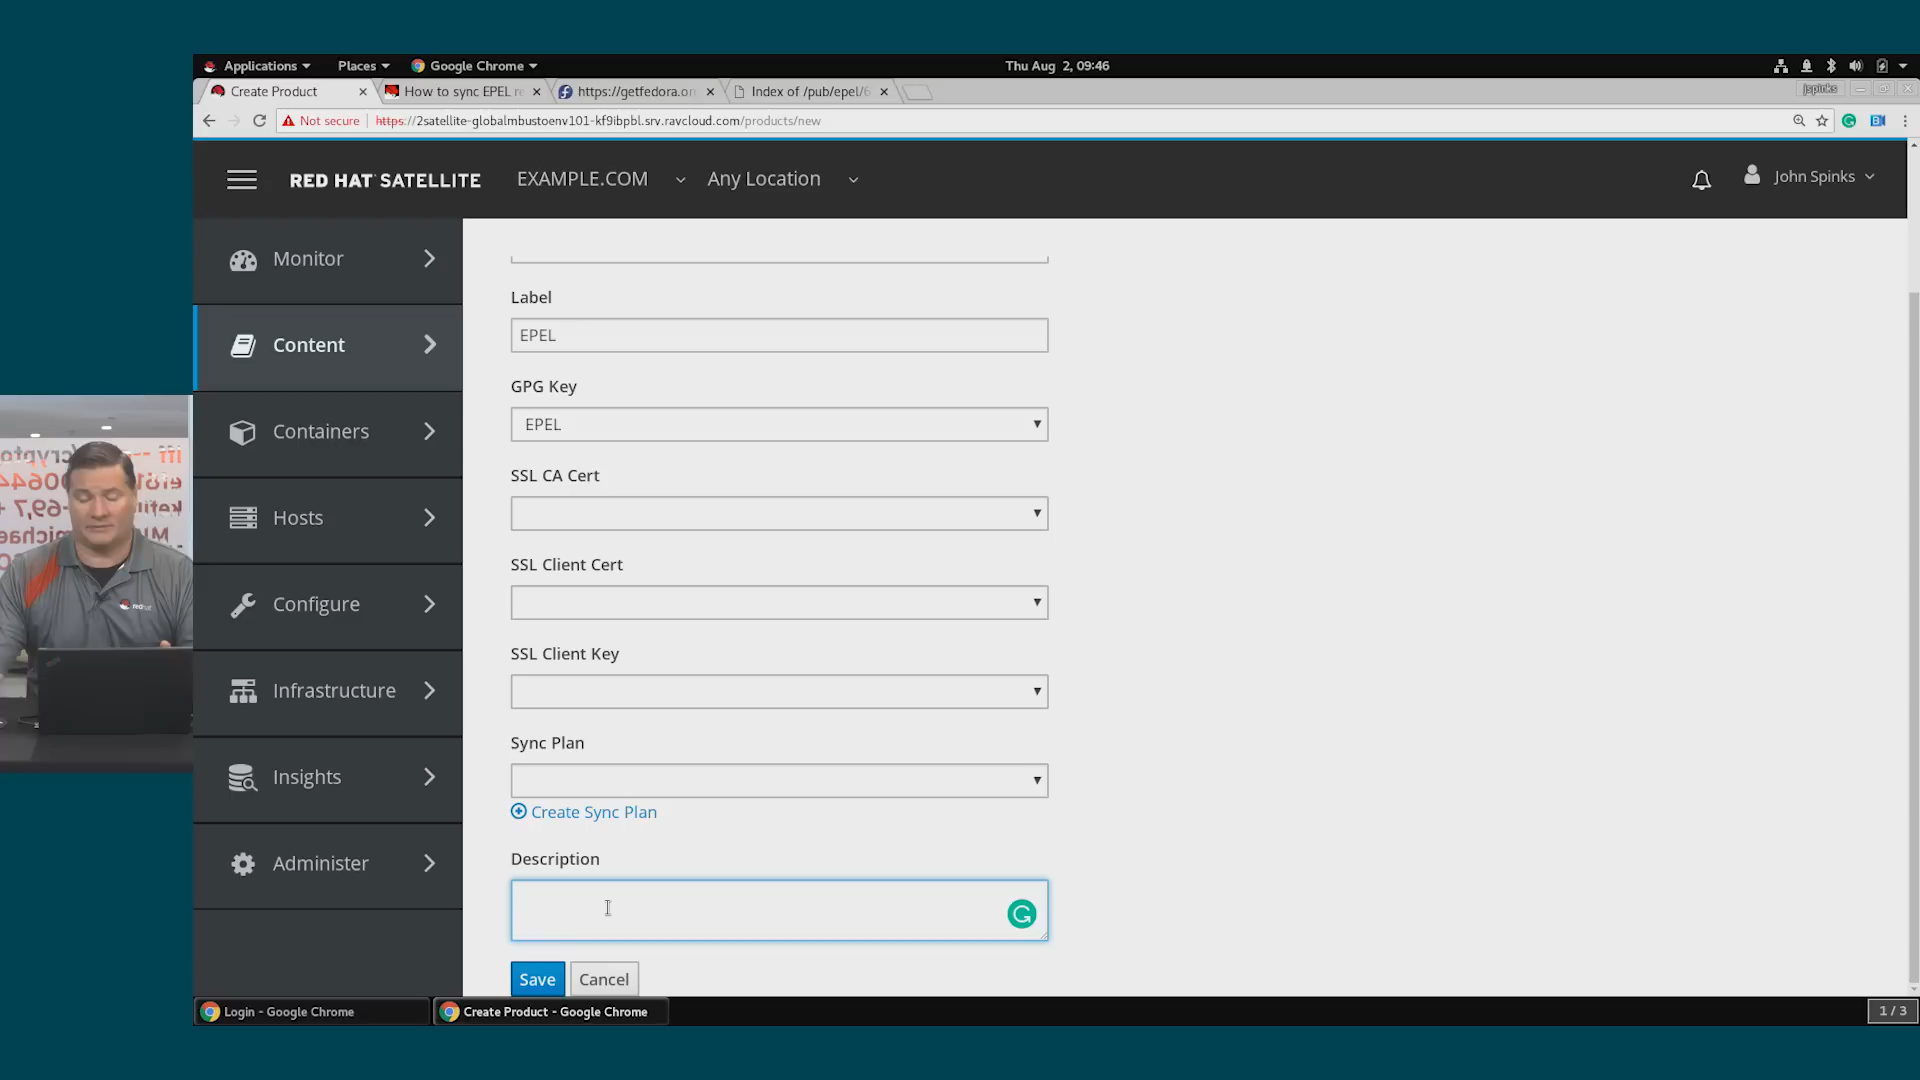 Applications
Places
Google Chrome
Thu Aug 2, 09:46
Create Product
How to sync EPEL re
https://getfedora.or
Index of /pub/epel/6
jspinks
Not secure
https://2satellite-globalmbustoenv101-kf9ibpbl.srv.ravcloud.com/products/new
RED HAT SATELLITE
EXAMPLE.COM
Any Location
John Spinks
Monitor
Content
Containers
Hosts
Configure
Infrastructure
Insights
Administer
Label
EPEL
GPG Key
EPEL
SSL CA Cert
SSL Client Cert
SSL Client Key
Sync Plan
Create Sync Plan
Description
Save
Cancel
redhat
Login - Google Chrome
Create Product - Google Chrome
1 / 3